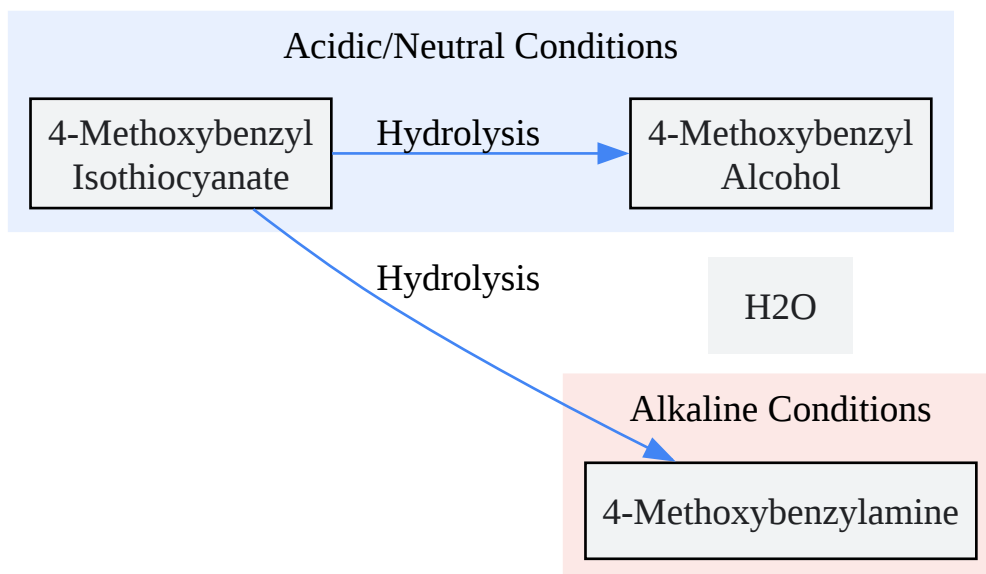 Acidic/Neutral Conditions
4-Methoxybenzyl
Isothiocyanate
Hydrolysis
4-Methoxybenzyl
Alcohol
Hydrolysis
H2O
Alkaline Conditions
4-Methoxybenzylamine